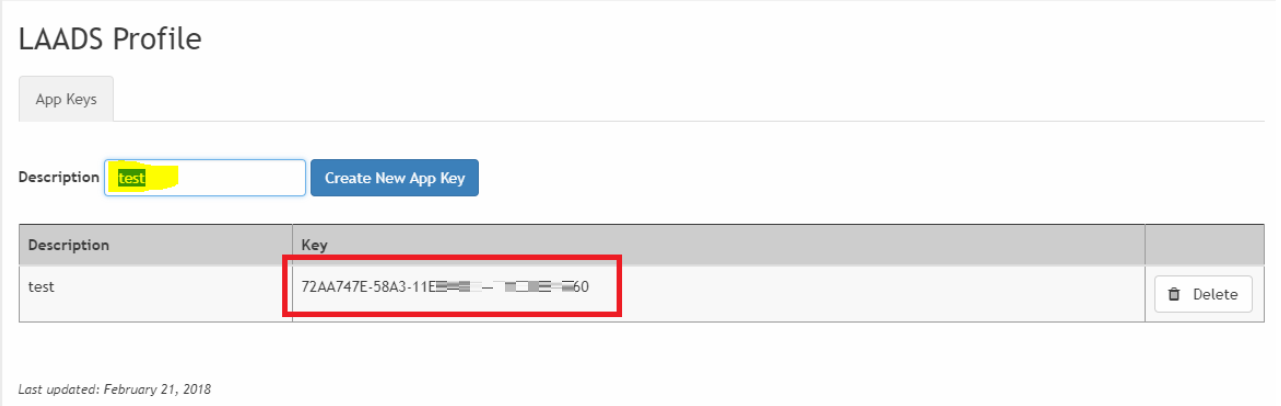 LAADS Profile
App Keys
Description test Create New App Key
Description Key
test 72AA747E-58A3-11E 60 Delete
Last updated: February 21, 2018